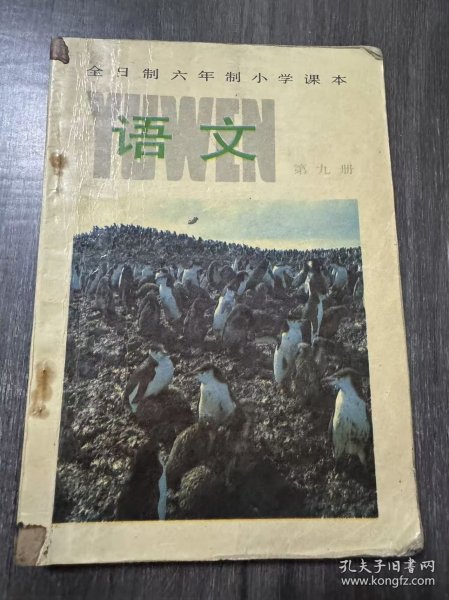 全日制六年制小学课本
YUWEN
语文
第九册
孔夫子旧书网
www.kongfz.com